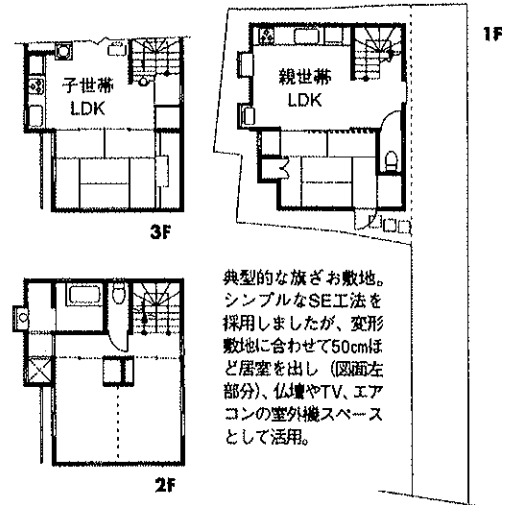 子世帯
LDK
3F
親世帯
LDK
1F
2F
典型的な旗ざお敷地。
シンプルなSE工法を
採用しましたが、変形
敷地に合わせて50cmほ
ど居室を出し（図面左
部分）、仏壇やTV、エア
コンの室外機スペース
として活用。